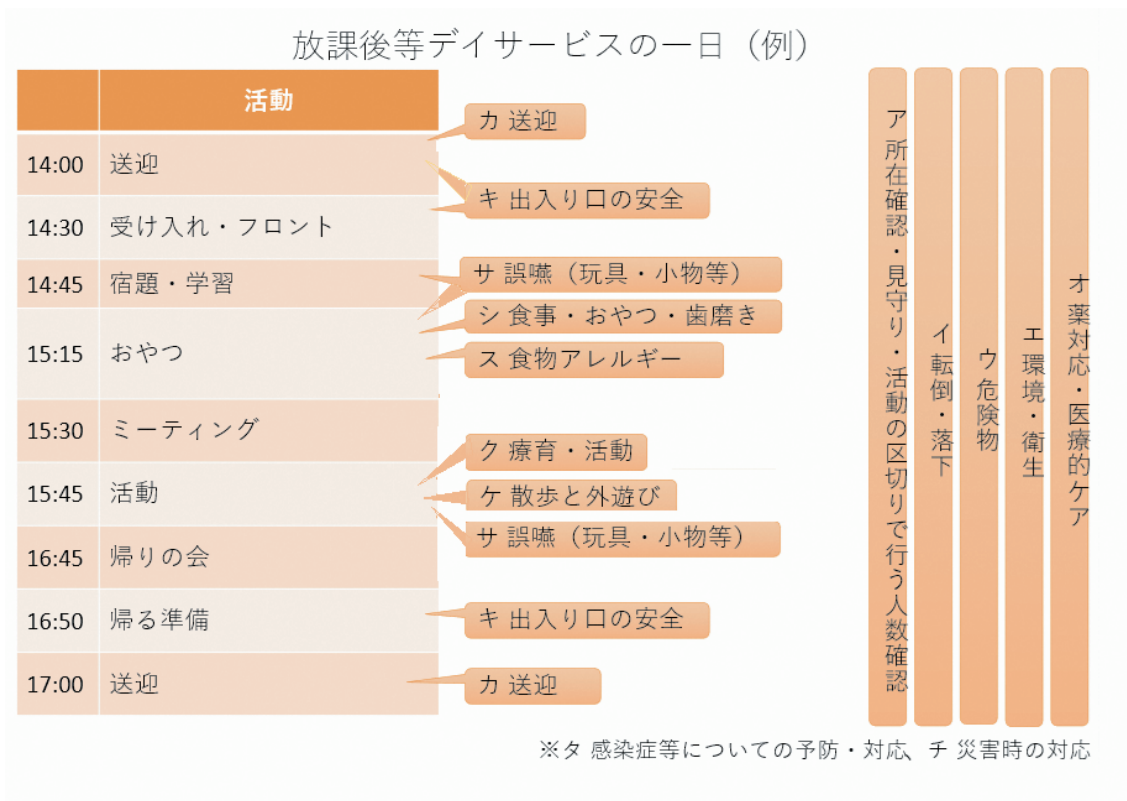 放課後等デイサービスの一日（例）
活動
14:00 送迎
14:30 受け入れ・フロント
14:45 宿題・学習
15:15 おやつ
15:30 ミーティング
15:45 活動
16:45 帰りの会
16:50 帰る準備
17:00 送迎
カ 送迎
キ 出入り口の安全
サ 誤嚥（玩具・小物等）
シ 食事・おやつ・歯磨き
ス 食物アレルギー
ク 療育・活動
ケ 散歩と外遊び
サ 誤嚥（玩具・小物等）
キ 出入り口の安全
カ 送迎
ア 所在確認・見守り・活動の区切りで行う人数確認
イ 転倒・落下
ウ 危険物
エ 環境・衛生
オ 薬対応・医療的ケア
※タ 感染症等についての予防・対応、チ 災害時の対応